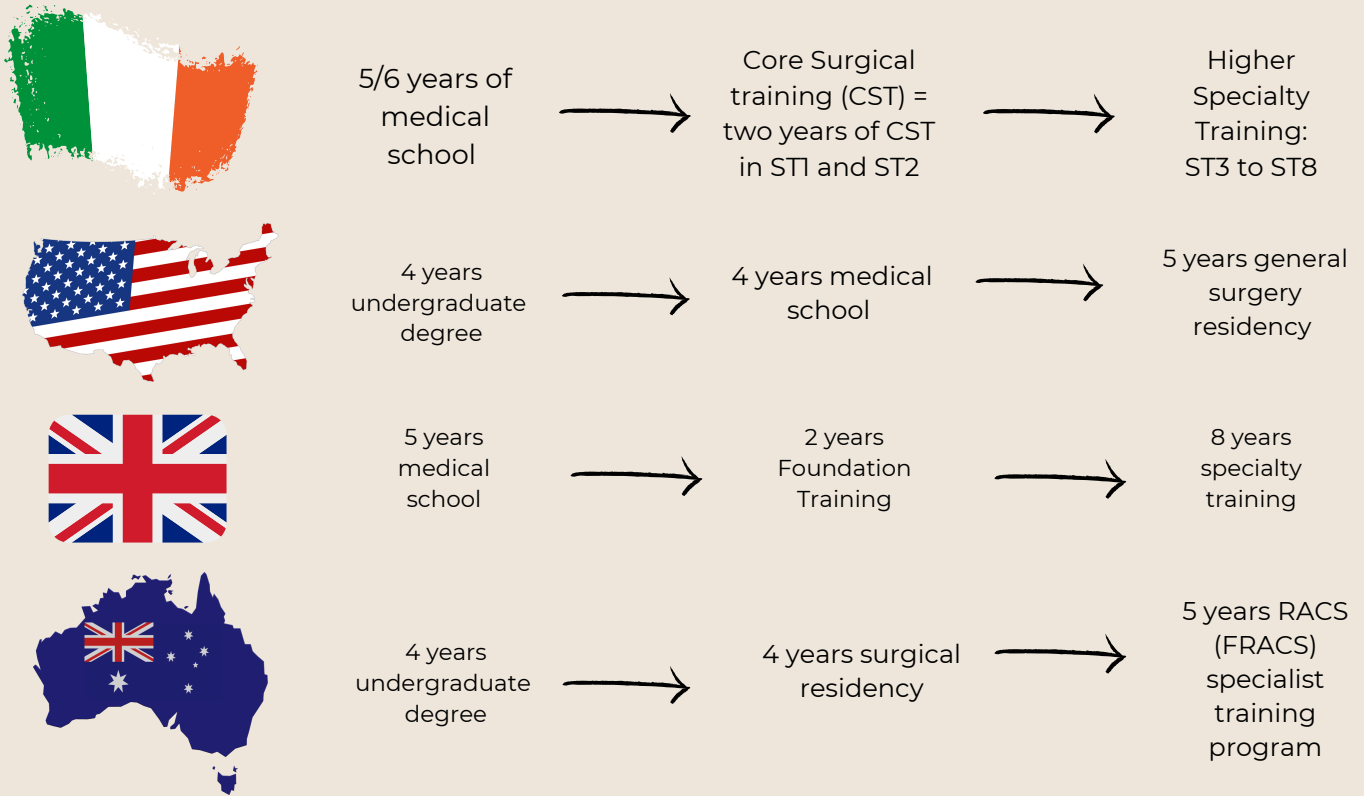 5/6 years of
medical
school
Core Surgical
training (CST) =
two years of CST
in ST1 and ST2
Higher
Specialty
Training:
ST3 to ST8
4 years
undergraduate
degree
4 years medical
school
5 years general
surgery
residency
5 years
medical
school
2 years
Foundation
Training
8 years
specialty
training
4 years
undergraduate
degree
4 years surgical
residency
5 years RACS
(FRACS)
specialist
training
program